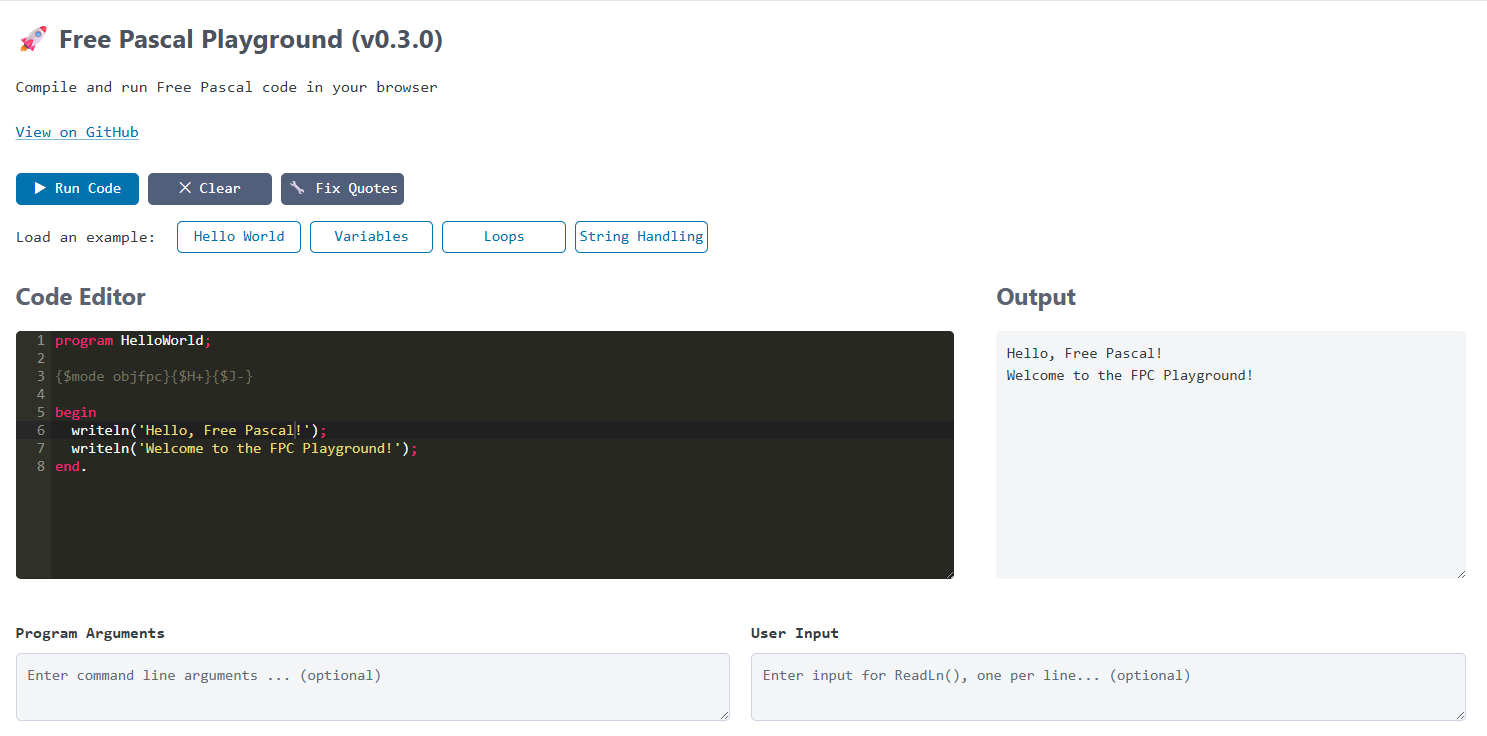 🚀 Free Pascal Playground (v0.3.0)
Compile and run Free Pascal code in your browser
View on GitHub
▶ Run Code
✕ Clear
🔧 Fix Quotes
Load an example:
Hello World
Variables
Loops
String Handling
Code Editor
1 program HelloWorld;
2
3 {$mode objfpc}{$H+}{$J-}
4
5 begin
6   writeln('Hello, Free Pascal!');
7   writeln('Welcome to the FPC Playground!');
8 end.
Output
Hello, Free Pascal!
Welcome to the FPC Playground!
Program Arguments
Enter command line arguments ... (optional)
User Input
Enter input for ReadLn(), one per line... (optional)